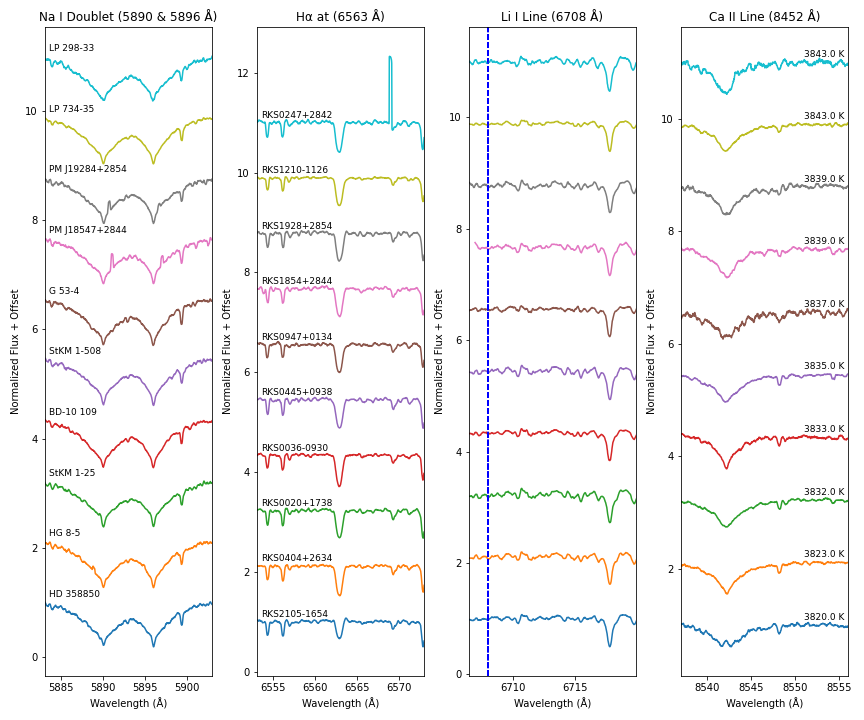 Na I Doublet (5890 & 5896 Å)
Hα at (6563 Å)
Li I Line (6708 Å)
Ca II Line (8452 Å)
LP 298-33
LP 734-35
PM J19284+2854
PM J18547+2844
G 53-4
StKM 1-508
BD-10 109
StKM 1-25
HG 8-5
HD 358850
Normalized Flux + Offset
0
2
4
6
8
10
5885
5890
5895
5900
Wavelength (Å)
RKS0247+2842
RKS1210-1126
RKS1928+2854
RKS1854+2844
RKS0947+0134
RKS0445+0938
RKS0036-0930
RKS0020+1738
RKS0404+2634
RKS2105-1654
Normalized Flux + Offset
0
2
4
6
8
10
12
6555
6560
6565
6570
Wavelength (Å)
Normalized Flux + Offset
0
2
4
6
8
10
6710
6715
Wavelength (Å)
3843.0 K
3843.0 K
3839.0 K
3839.0 K
3837.0 K
3835.0 K
3833.0 K
3832.0 K
3823.0 K
3820.0 K
Normalized Flux + Offset
2
4
6
8
10
8540
8545
8550
8555
Wavelength (Å)